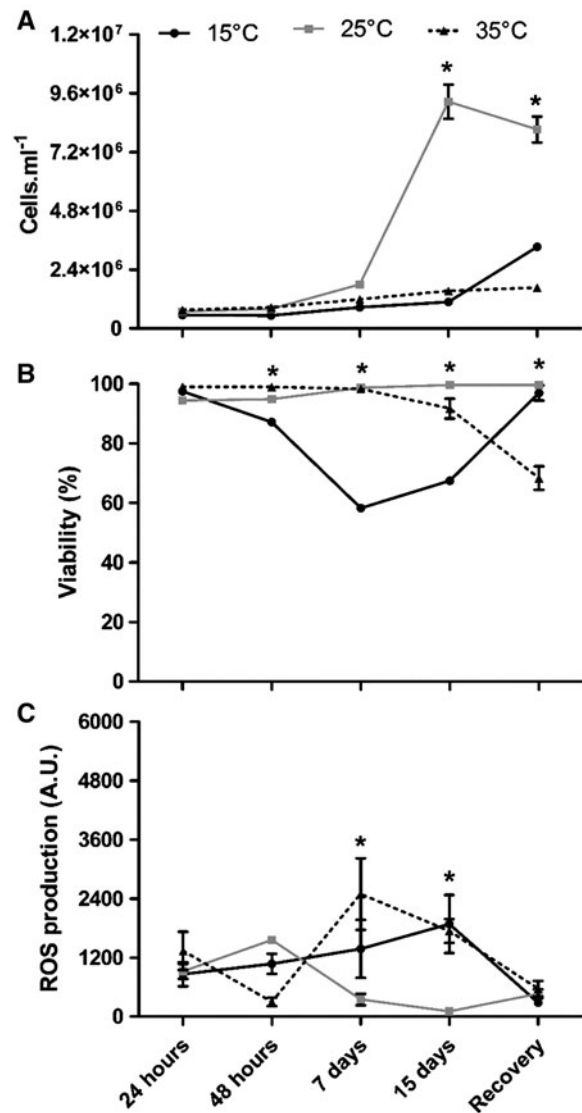 A
15°C 25°C 35°C
1.2×10⁷
9.6×10⁶
7.2×10⁶
4.8×10⁶
2.4×10⁶
0
Cells.ml⁻¹
* *
B
* * * *
100
80
60
40
20
0
Viability (%)
C
6000
4800
3600
2400
1200
0
ROS production (A.U.)
* *
24 hours
48 hours
7 days
15 days
Recovery